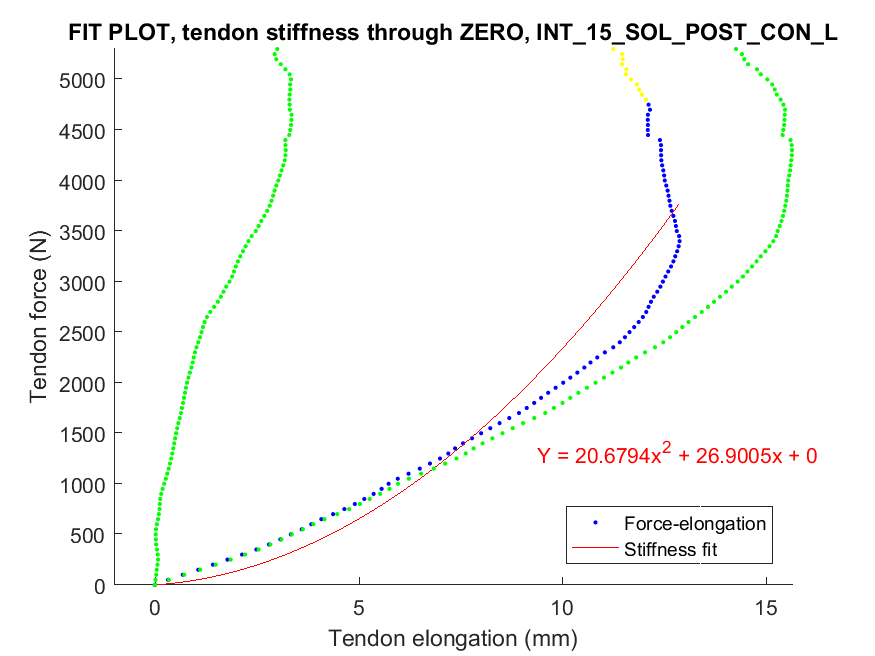 FIT PLOT, tendon stiffness through ZERO, INT_15_SOL_POST_CON_L
5000
4500
4000
3500
3000
2500
2000
1500
1000
500
0
Tendon force (N)
Y = 20.6794x² + 26.9005x + 0
Force-elongation
Stiffness fit
0 5 10 15
Tendon elongation (mm)